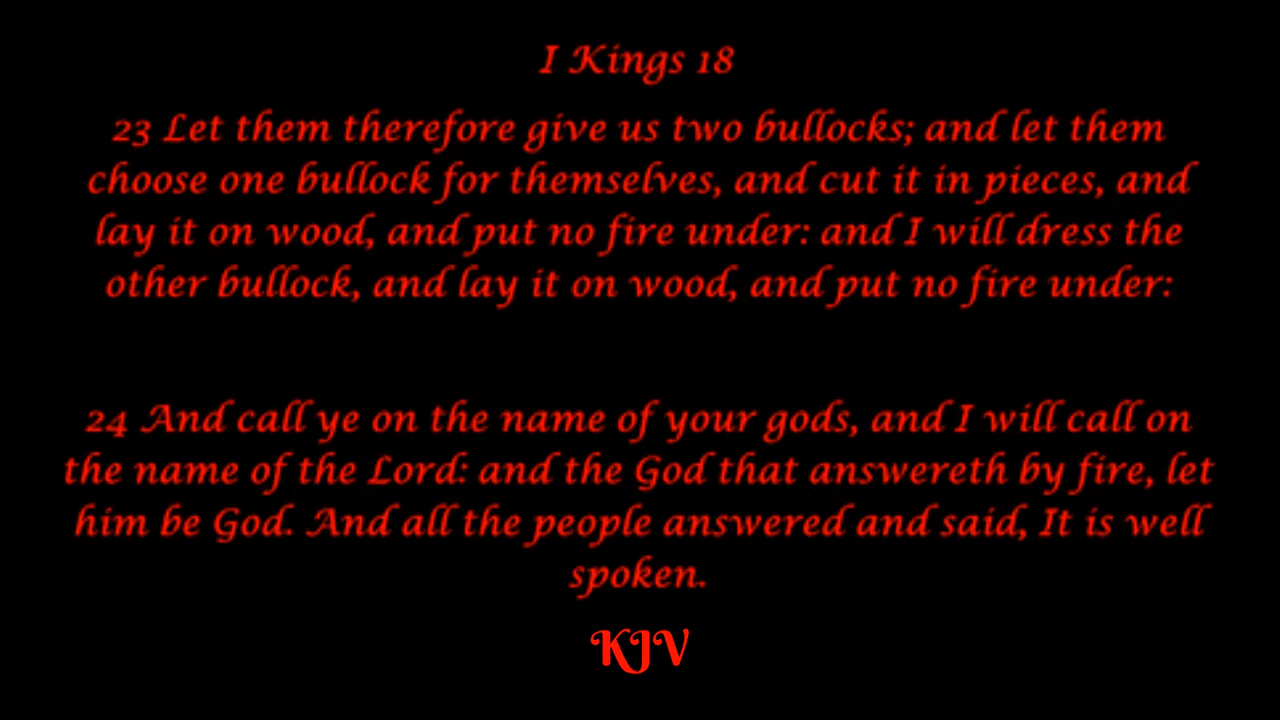 I Kings 18
23 Let them therefore give us two bullocks; and let them
choose one bullock for themselves, and cut it in pieces, and
lay it on wood, and put no fire under: and I will dress the
other bullock, and lay it on wood, and put no fire under:
24 And call ye on the name of your gods, and I will call on
the name of the Lord: and the God that answereth by fire, let
him be God. And all the people answered and said, It is well
spoken.
KJV